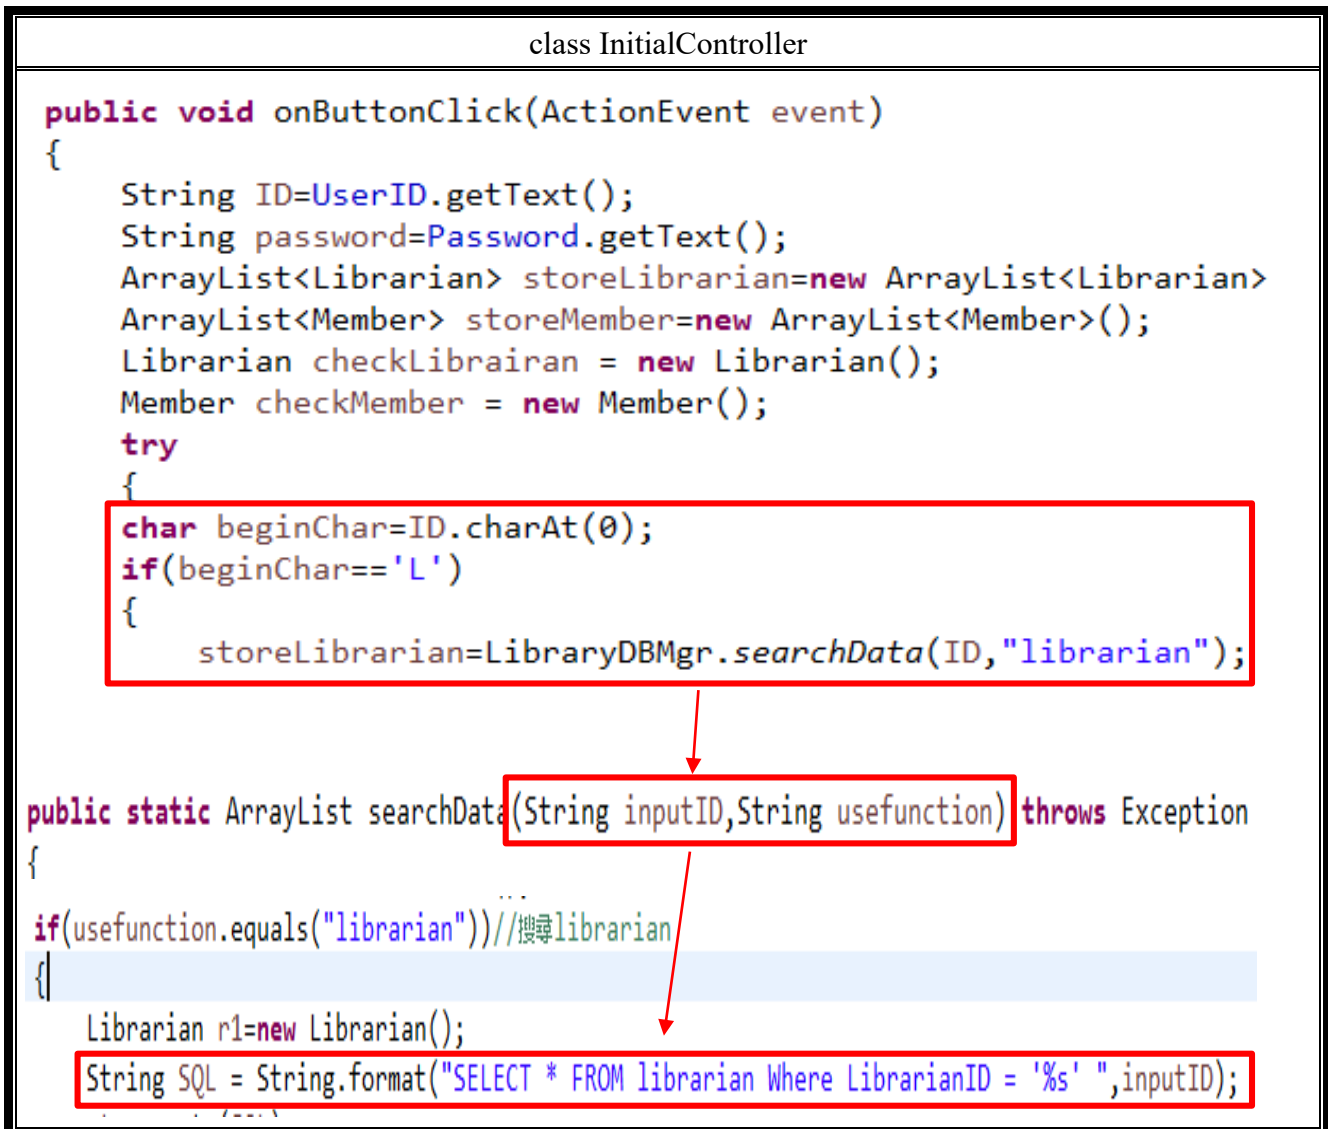 class InitialController
public void onButtonClick(ActionEvent event)
{
String ID=UserID.getText();
String password=Password.getText();
ArrayList<Librarian> storeLibrarian=new ArrayList<Librarian>
ArrayList<Member> storeMember=new ArrayList<Member>();
Librarian checkLibrairan = new Librarian();
Member checkMember = new Member();
try
{
char beginChar=ID.charAt(0);
if(beginChar=='L')
{
storeLibrarian=LibraryDBMgr.searchData(ID,"librarian");
public static ArrayList searchData(String inputID,String usefunction) throws Exception
{
if(usefunction.equals("librarian"))//搜尋librarian
{
Librarian r1=new Librarian();
String SQL = String.format("SELECT * FROM librarian Where LibrarianID = '%s' ",inputID);